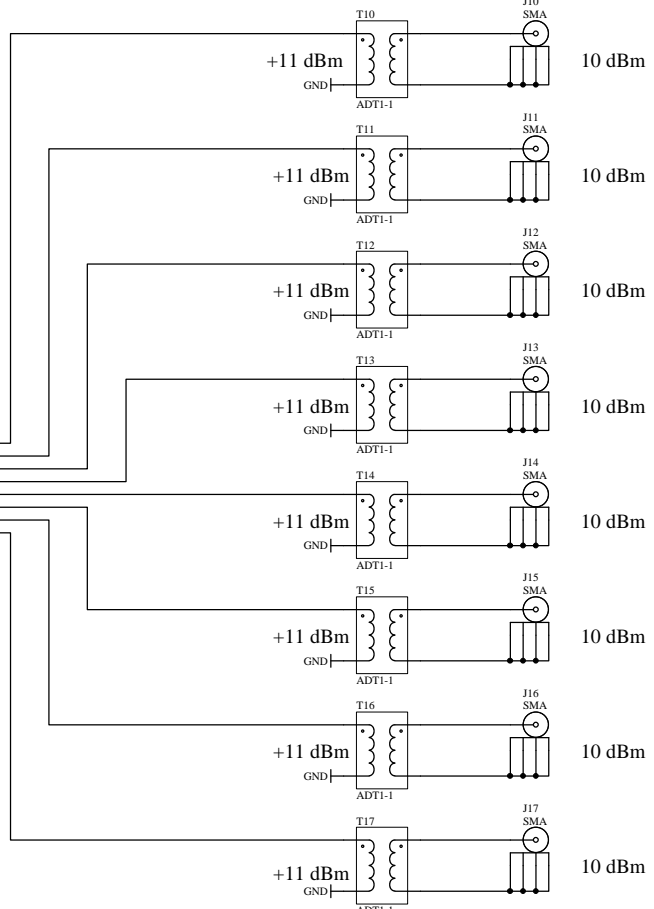 T10
J10
SMA
+11 dBm
10 dBm
GND
ADT1-1
T11
J11
SMA
+11 dBm
10 dBm
GND
ADT1-1
T12
J12
SMA
+11 dBm
10 dBm
GND
ADT1-1
T13
J13
SMA
+11 dBm
10 dBm
GND
ADT1-1
T14
J14
SMA
+11 dBm
10 dBm
GND
ADT1-1
T15
J15
SMA
+11 dBm
10 dBm
GND
ADT1-1
T16
J16
SMA
+11 dBm
10 dBm
GND
ADT1-1
T17
J17
SMA
+11 dBm
10 dBm
GND
ADT1-1